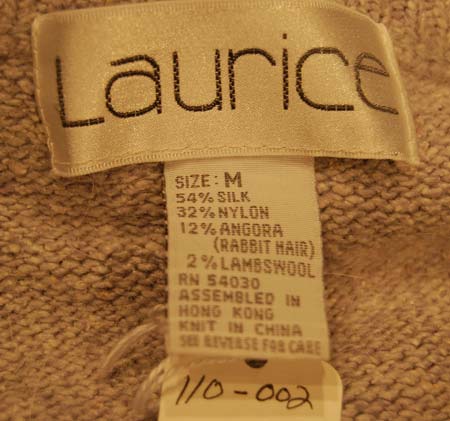 Laurice
SIZE: M
54% SILK
32% NYLON
12% ANGORA
(RABBIT HAIR)
2% LAMBSWOOL
RN 54030
ASSEMBLED IN
HONG KONG
KNIT IN CHINA
SEE REVERSE FOR CARE
110-002